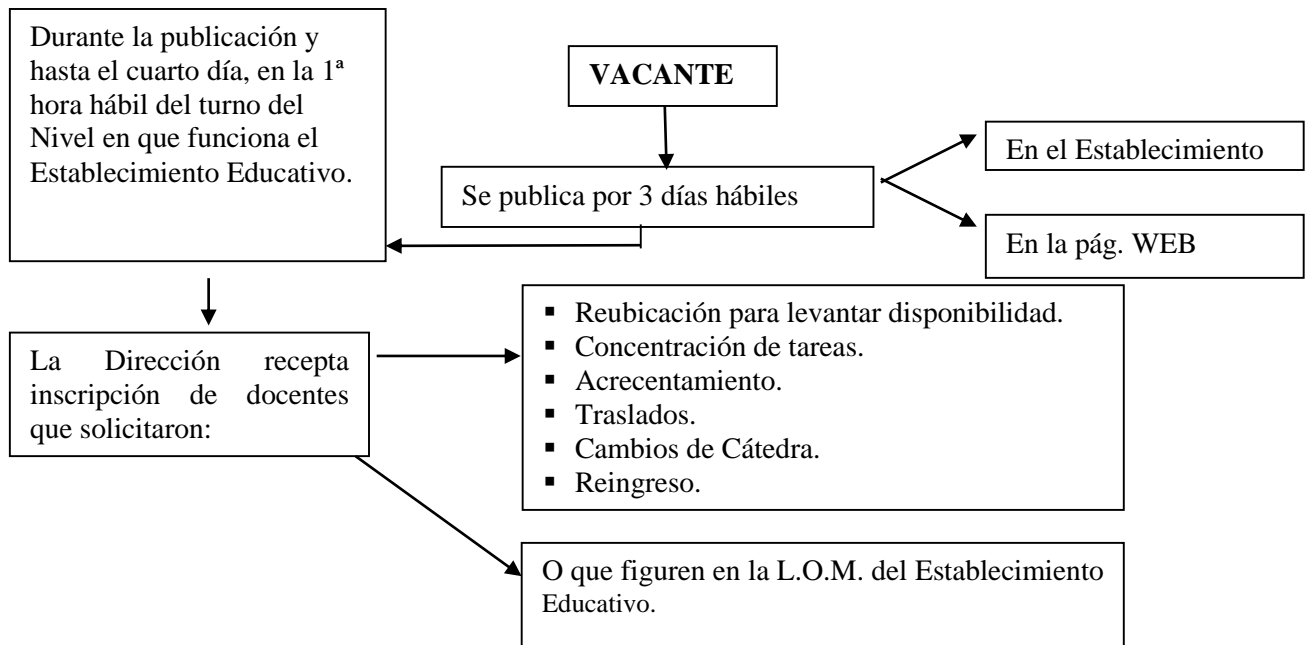 VACANTE
Se publica por 3 días hábiles
En el Establecimiento
En la pág. WEB
Durante la publicación y
hasta el cuarto día, en la 1ª
hora hábil del turno del
Nivel en que funciona el
Establecimiento Educativo.
La Dirección recepta
inscripción de docentes
que solicitaron:
▪ Reubicación para levantar disponibilidad.
▪ Concentración de tareas.
▪ Acrecentamiento.
▪ Traslados.
▪ Cambios de Cátedra.
▪ Reingreso.
O que figuren en la L.O.M. del Establecimiento
Educativo.